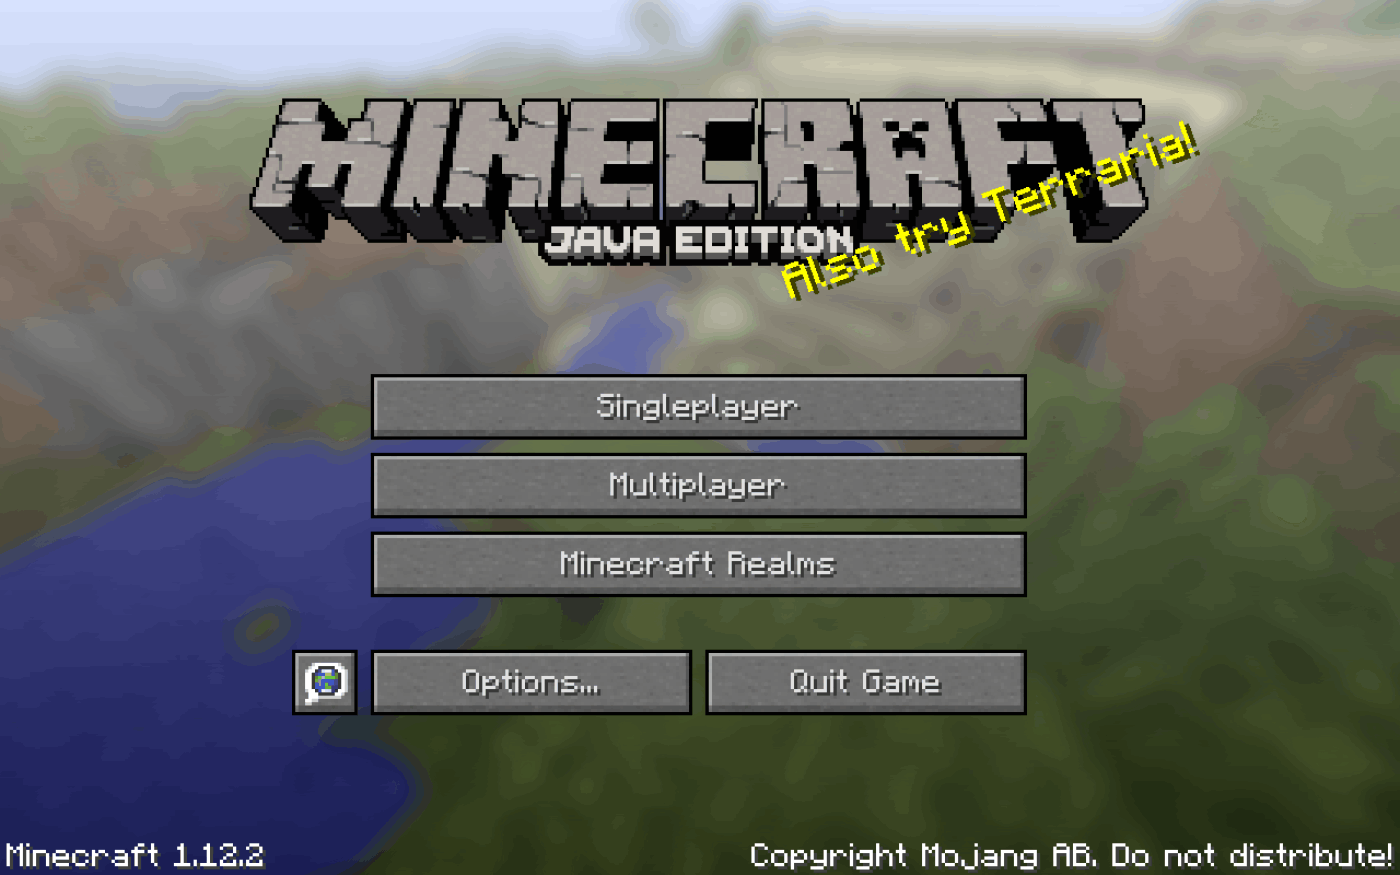 MINECRAFT
JAVA EDITION
Also try Terraria!
Singleplayer
Multiplayer
Minecraft Realms
Options...
Quit Game
Minecraft 1.12.2
Copyright Mojang AB. Do not distribute!